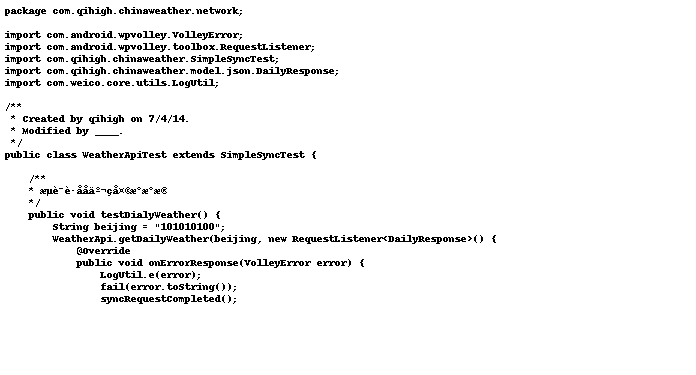 package com.qihigh.chinaweather.network;

import com.android.wpvolley.VolleyError;
import com.android.wpvolley.toolbox.RequestListener;
import com.qihigh.chinaweather.SimpleSyncTest;
import com.qihigh.chinaweather.model.json.DailyResponse;
import com.weico.core.utils.LogUtil;

/**
 * Created by qihigh on 7/4/14.
 * Modified by ____.
 */
public class WeatherApiTest extends SimpleSyncTest {

    /**
    * æµè¯è·ååä°¬çå¤©æ°æ°æ®
    */
    public void testDialyWeather() {
        String beijing = "101010100";
        WeatherApi.getDailyWeather(beijing, new RequestListener<DailyResponse>() {
            @Override
            public void onErrorResponse(VolleyError error) {
                LogUtil.e(error);
                fail(error.toString());
                syncRequestCompleted();